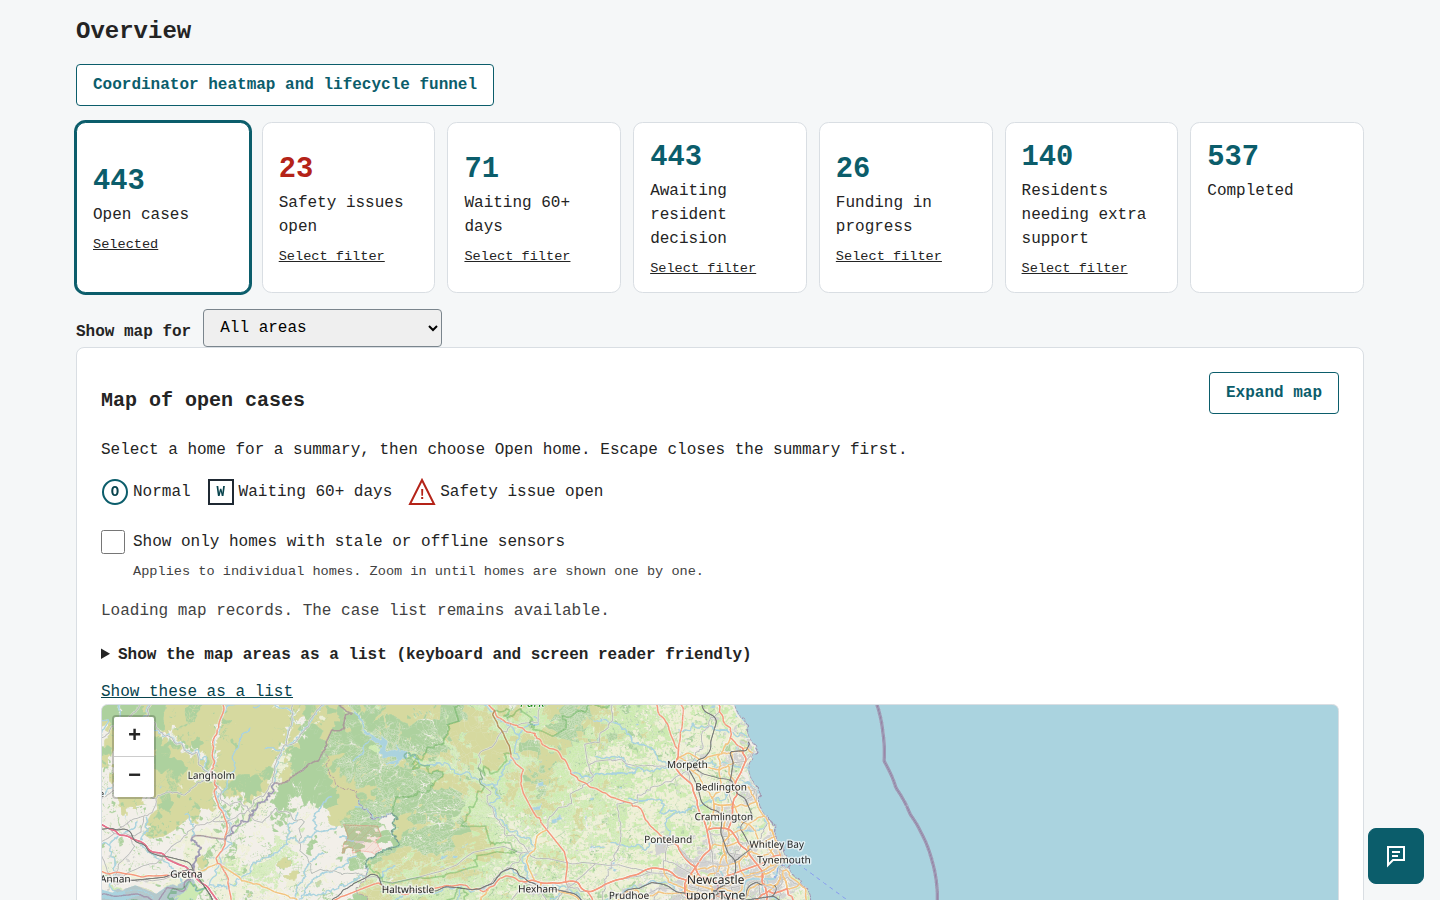 Overview
Coordinator heatmap and lifecycle funnel
443
Open cases
Selected
23
Safety issues
open
Select filter
71
Waiting 60+
days
Select filter
443
Awaiting
resident
decision
Select filter
26
Funding in
progress
Select filter
140
Residents
needing extra
support
Select filter
537
Completed
Show map for All areas
Map of open cases
Expand map
Select a home for a summary, then choose Open home. Escape closes the summary first.
O Normal W Waiting 60+ days ! Safety issue open
Show only homes with stale or offline sensors
Applies to individual homes. Zoom in until homes are shown one by one.
Loading map records. The case list remains available.
Show the map areas as a list (keyboard and screen reader friendly)
Show these as a list
+
−
Langholm
Morpeth
Bedlington
Cramlington
Ponteland
Whitley Bay
Tynemouth
Annan
Gretna
Haltwhistle
Hexham
Prudhoe
Newcastle
upon Tyne